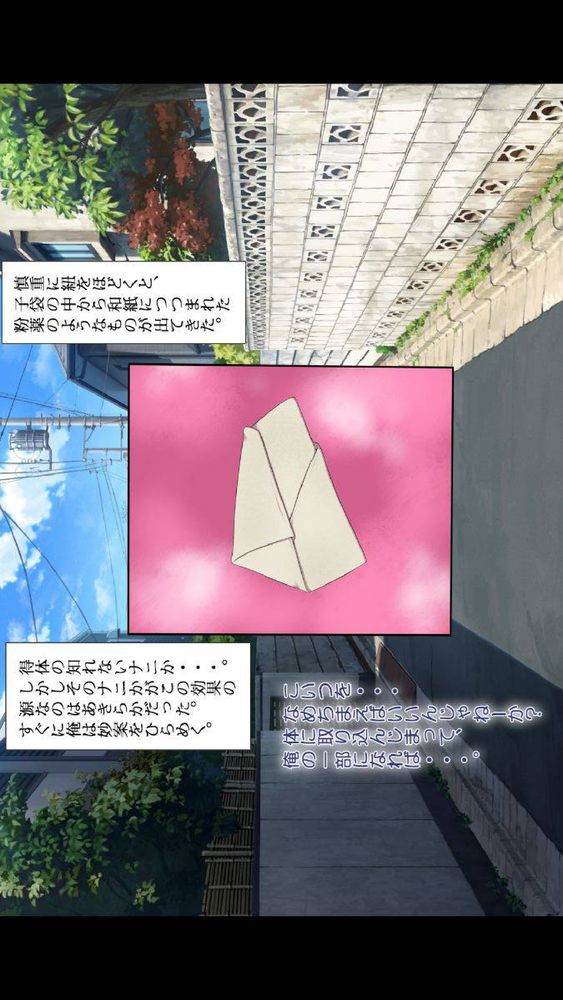 慎重に紐をほどくと、
子袋の中から和紙につつまれた
粉薬のようなものが出てきた。
得体の知れないナニか・・・。
しかしそのナニかがこの効果の
源なのはあきらかだった。
すぐに俺は妙案をひらめく。
こいつを・・・
なめちまえばいいんじゃねーか?
体に取り込んじまって、
俺の一部になれば・・・・。